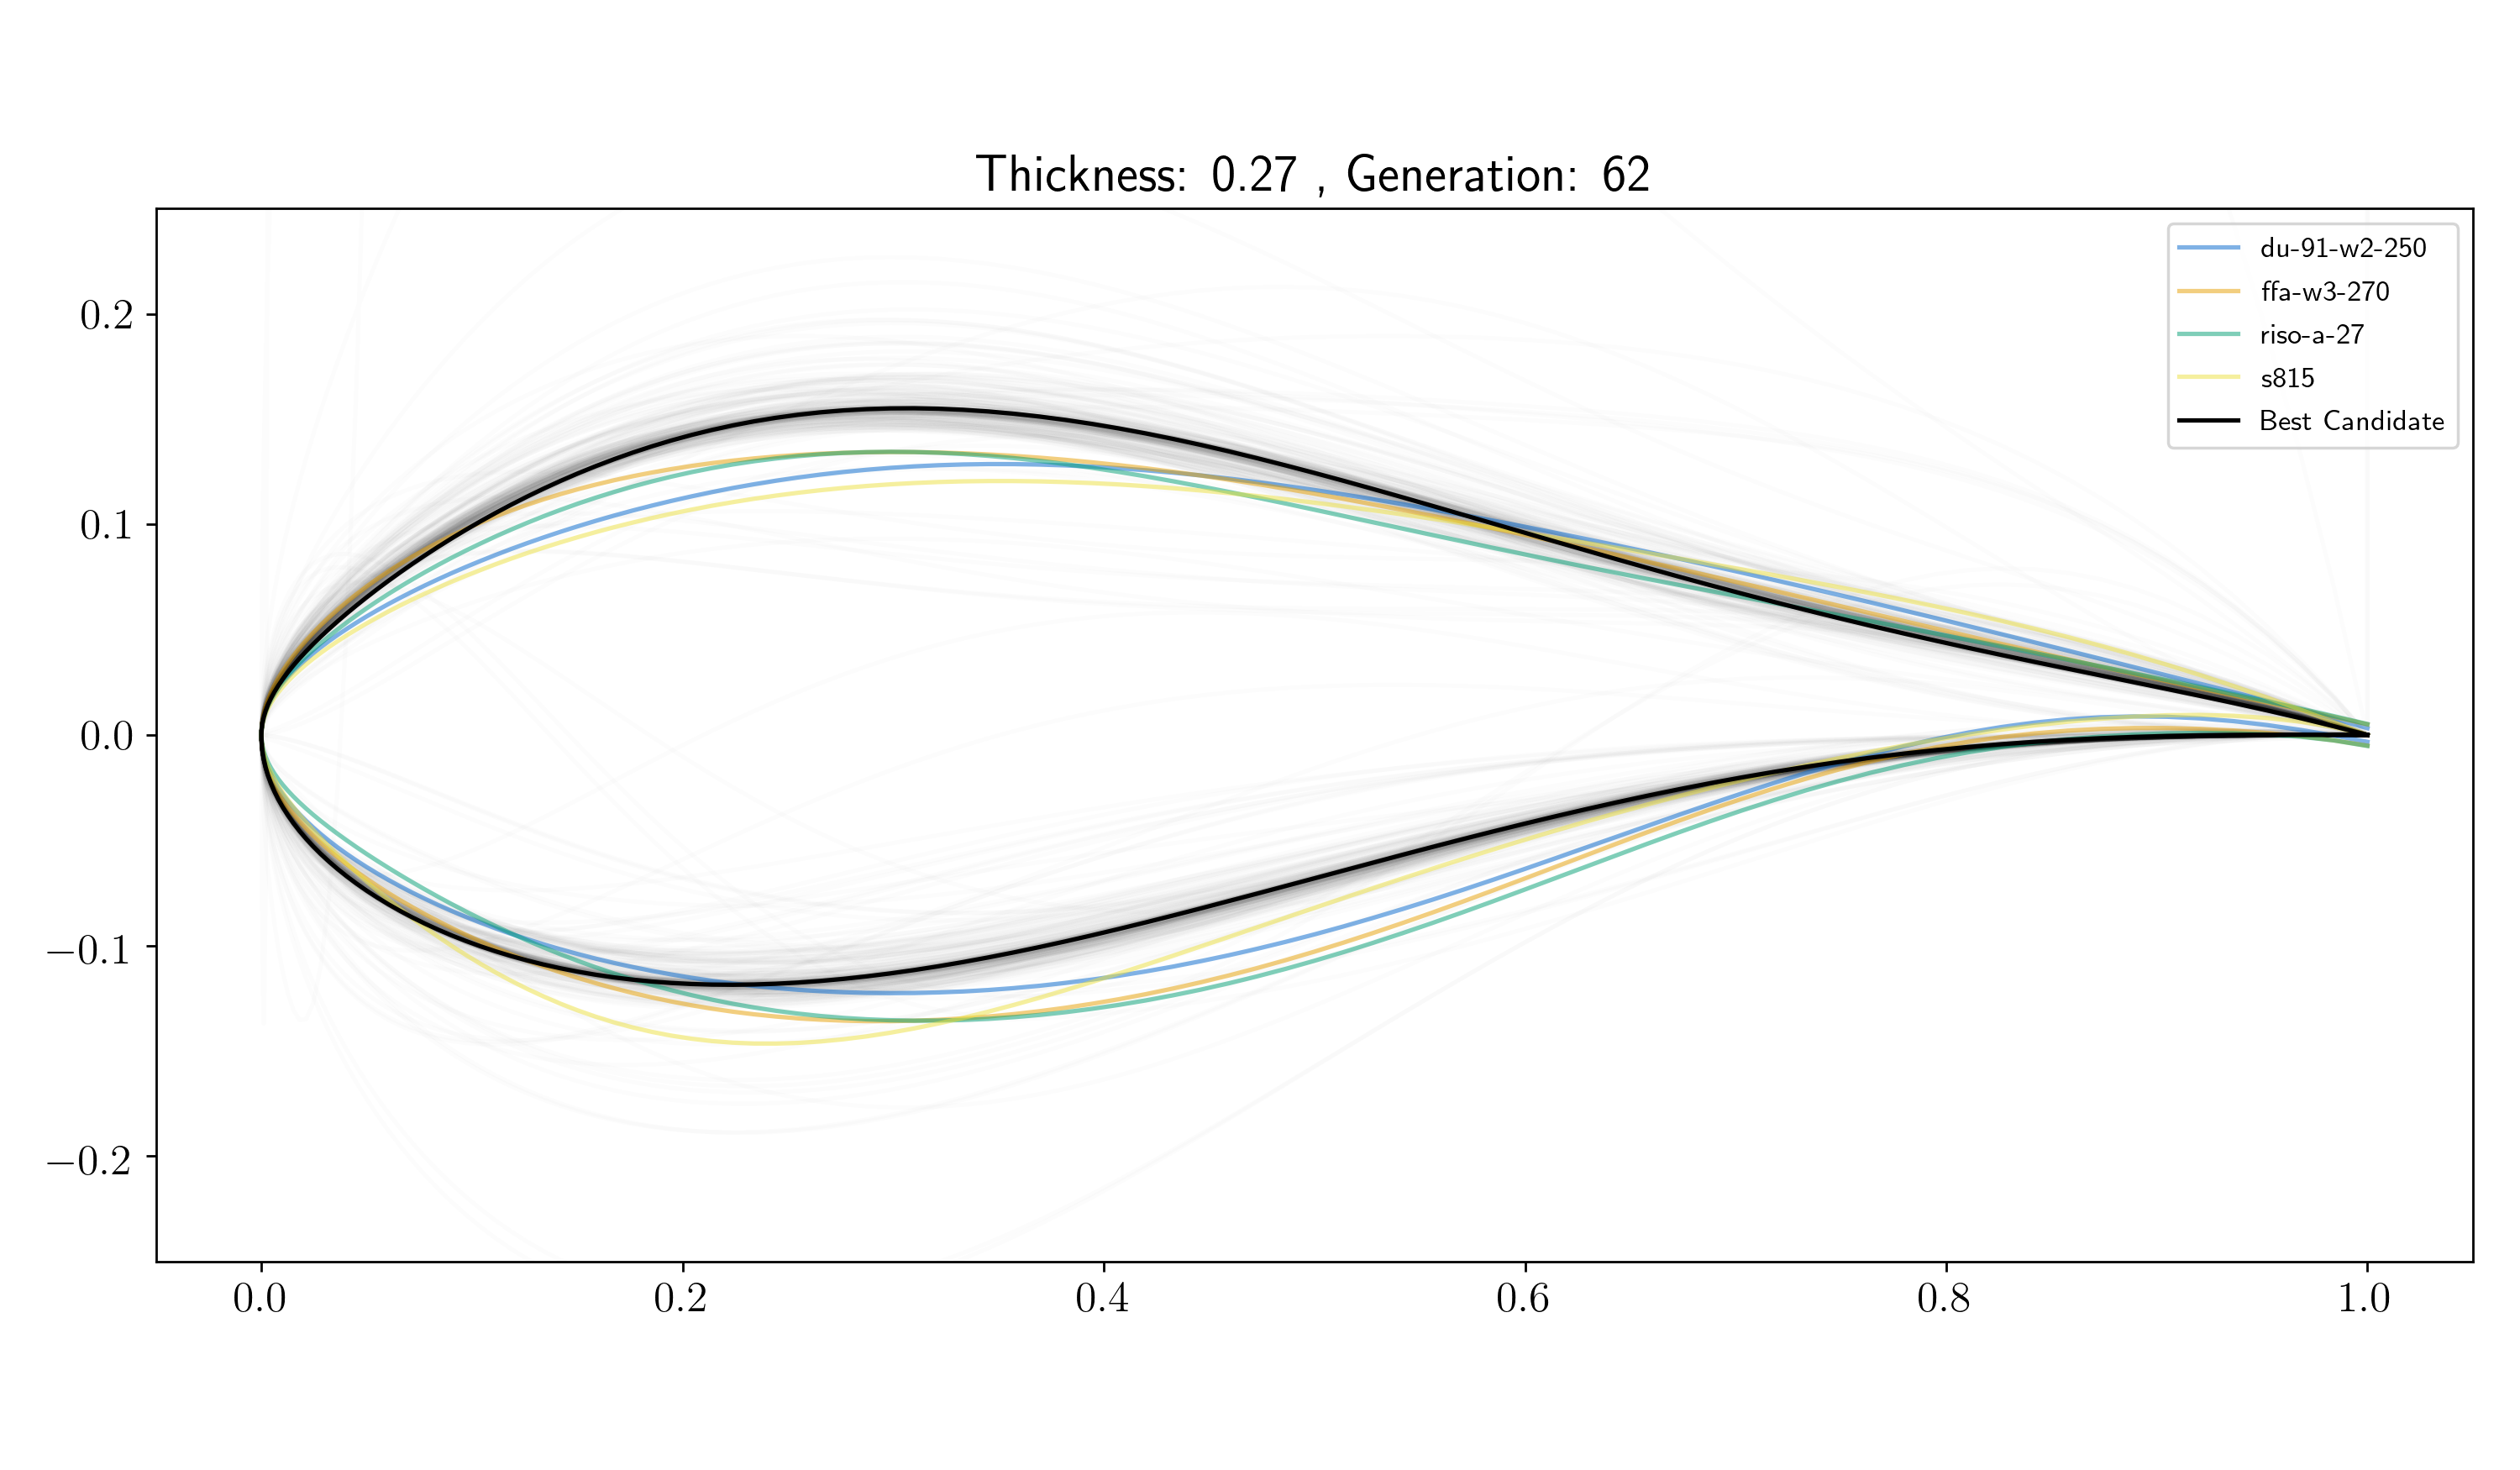 Thickness: 0.27 , Generation: 62
du-91-w2-250
ffa-w3-270
riso-a-27
s815
Best Candidate
0.2
0.1
0.0
−0.1
−0.2
0.0 0.2 0.4 0.6 0.8 1.0